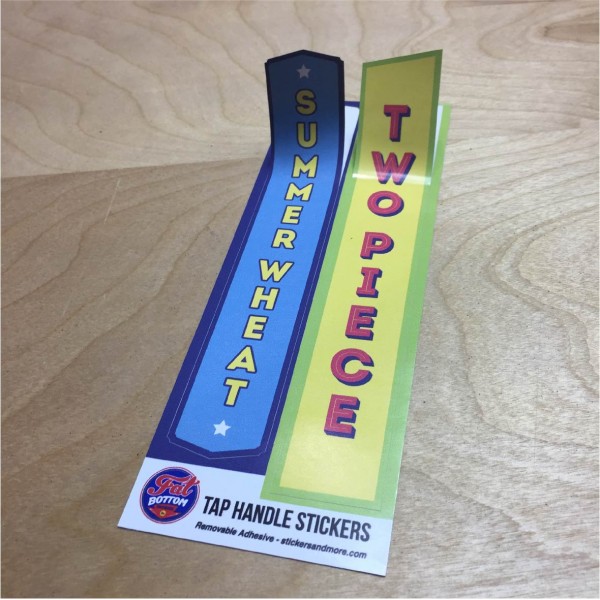 SUMMER WHEAT
TWO PIECE
Fat
BOTTOM
TAP HANDLE STICKERS
Removable Adhesive - stickersandmore.com